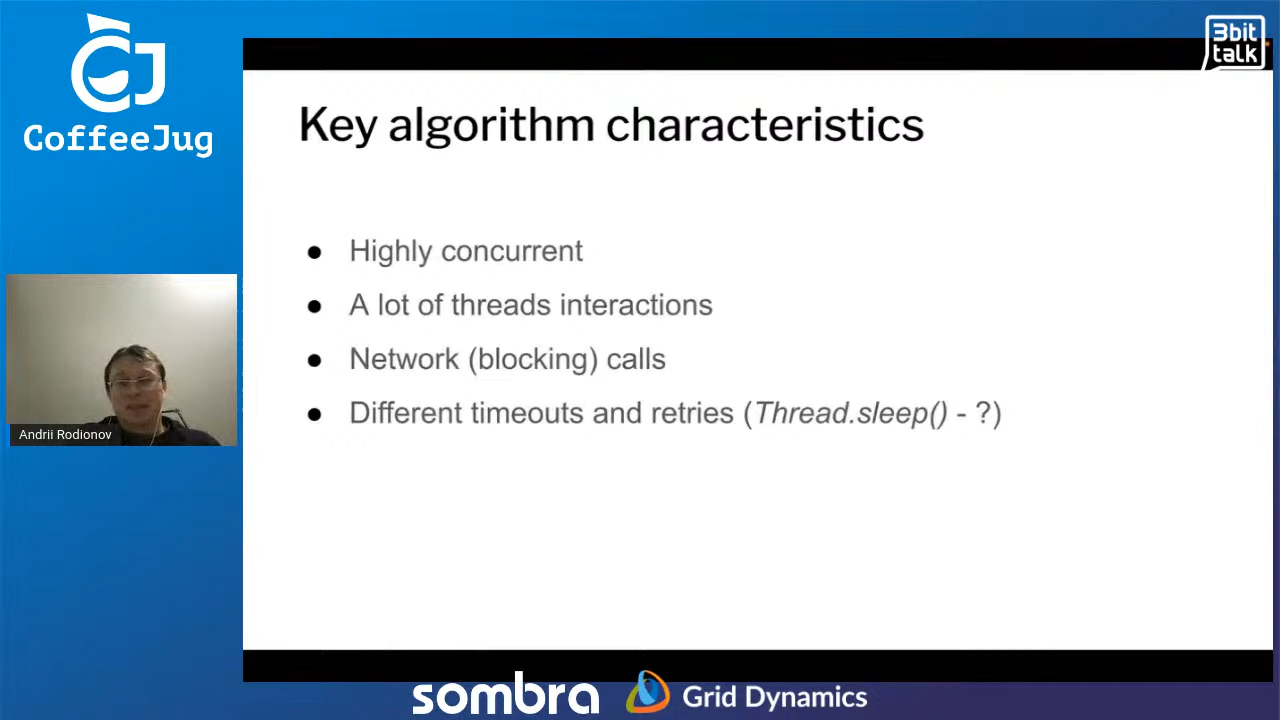 CJ
CoffeeJug
3bit
talk
Key algorithm characteristics
● Highly concurrent
● A lot of threads interactions
● Network (blocking) calls
● Different timeouts and retries (Thread.sleep() - ?)
Andrii Rodionov
sombra
Grid Dynamics